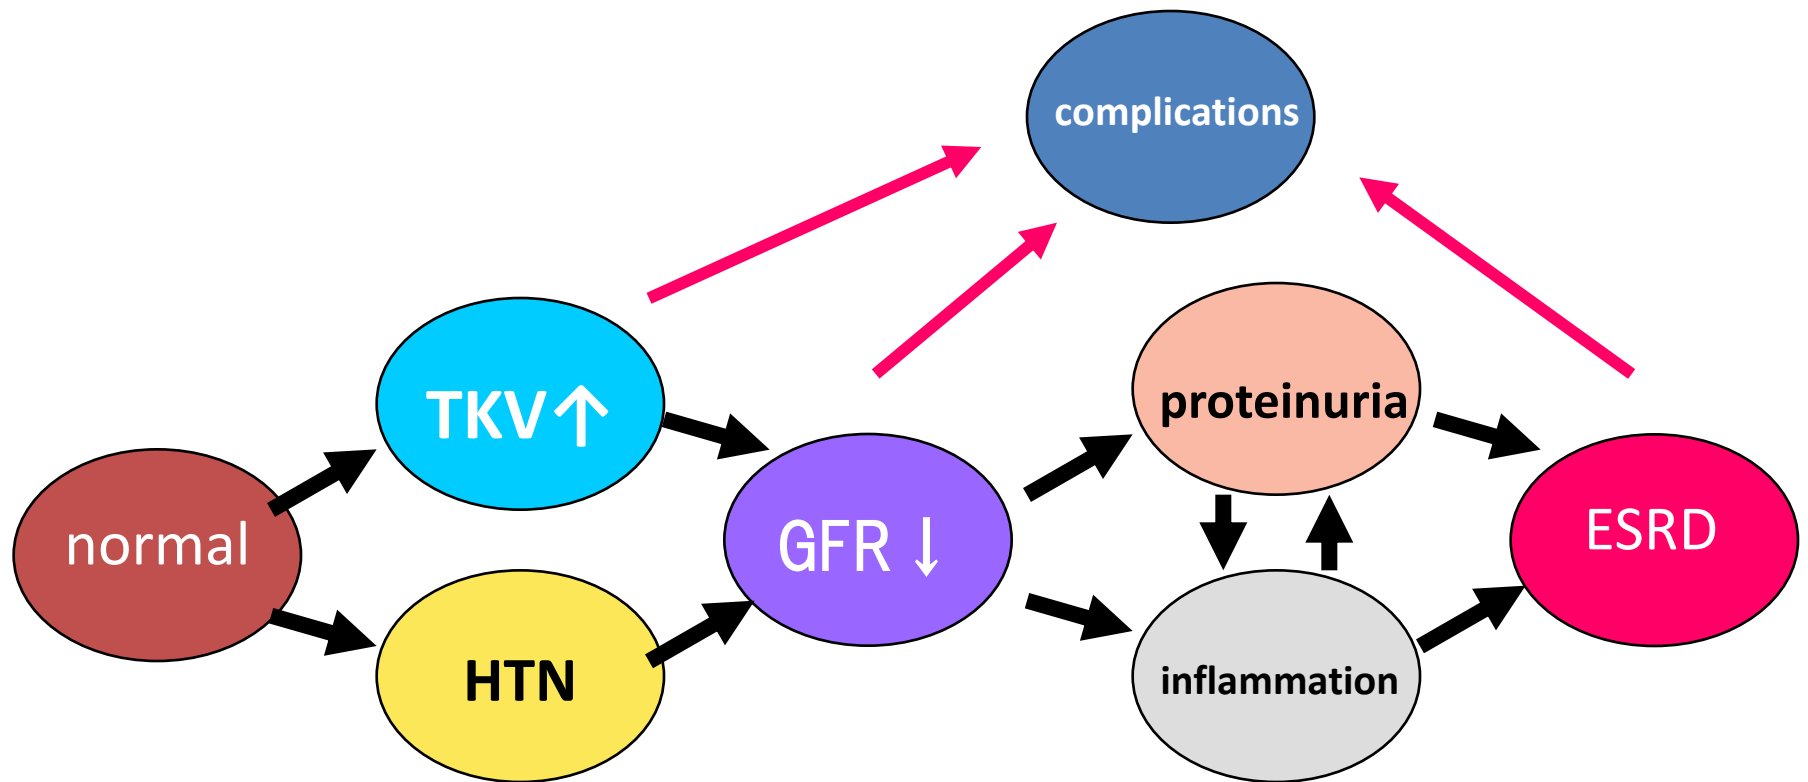 complications
TKV↑
proteinuria
normal
GFR ↓
ESRD
HTN
inflammation